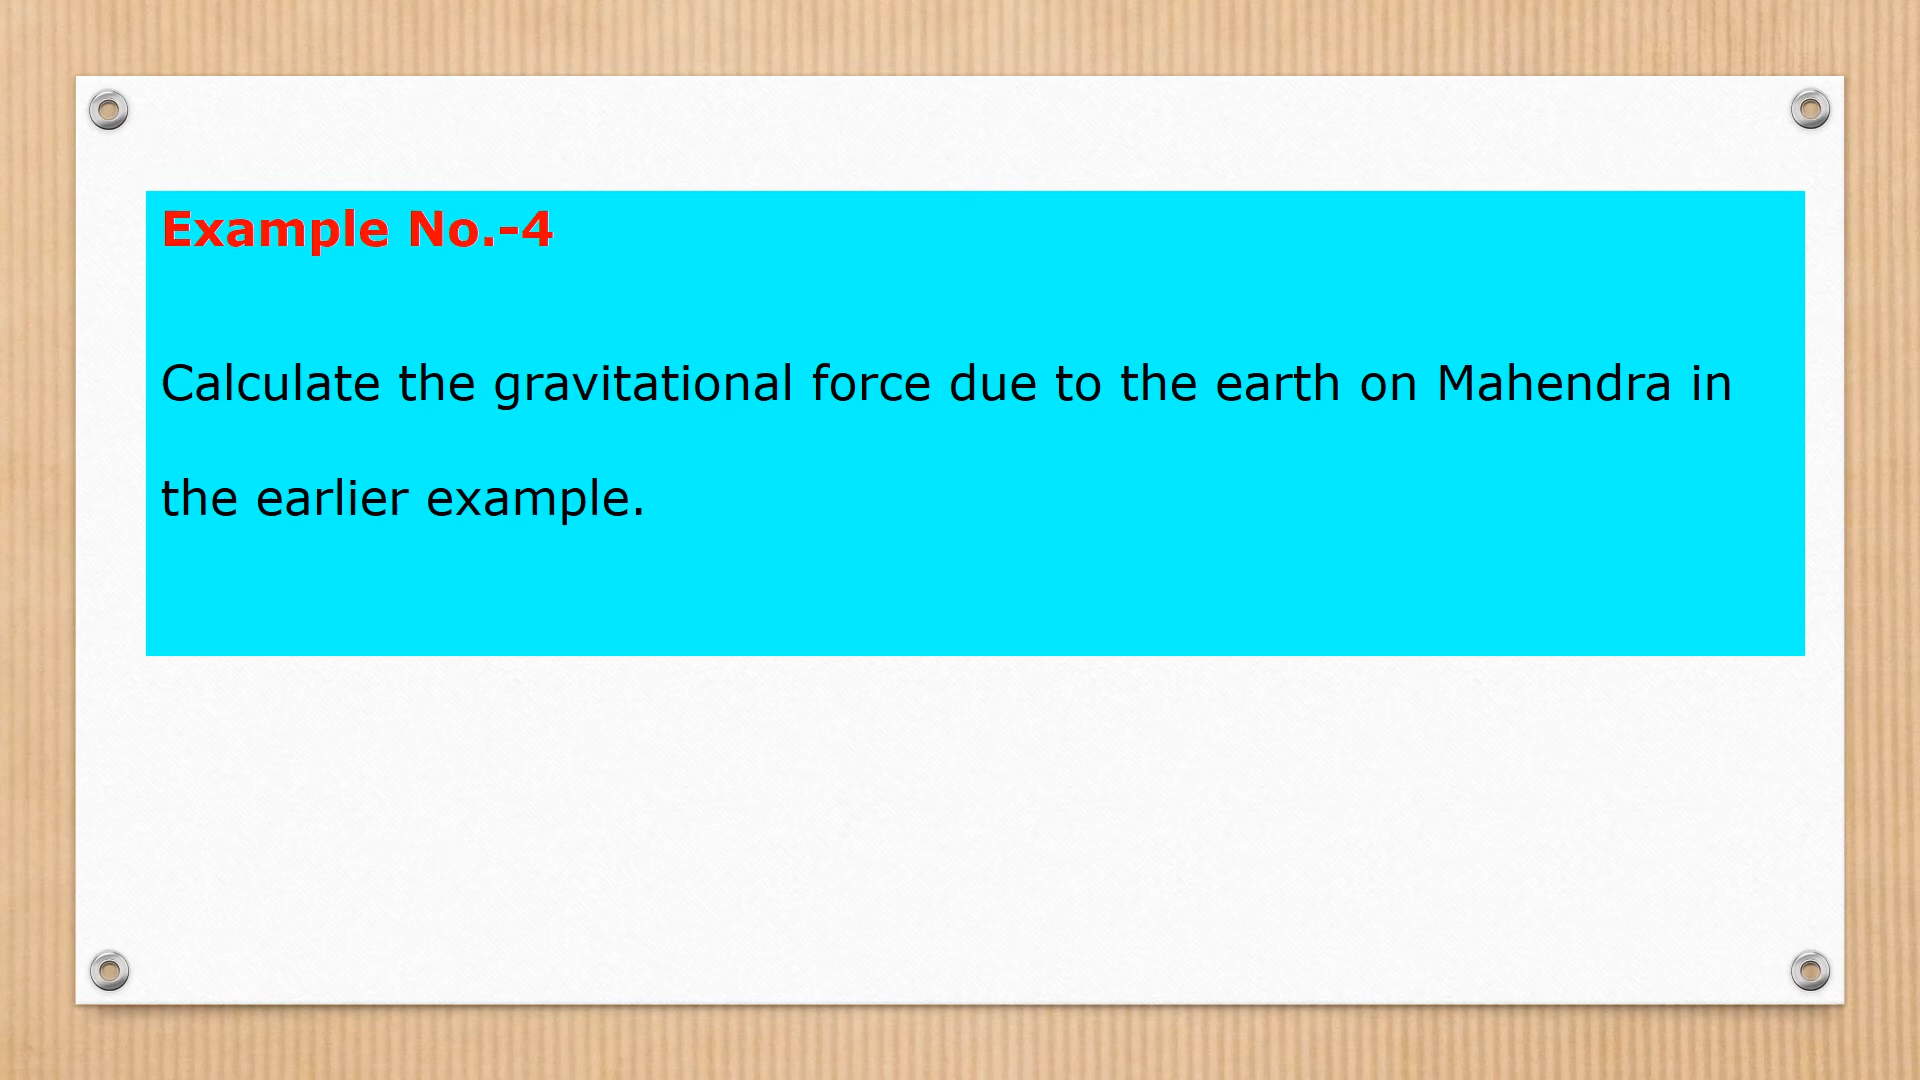 Example No.-4
Calculate the gravitational force due to the earth on Mahendra in
the earlier example.